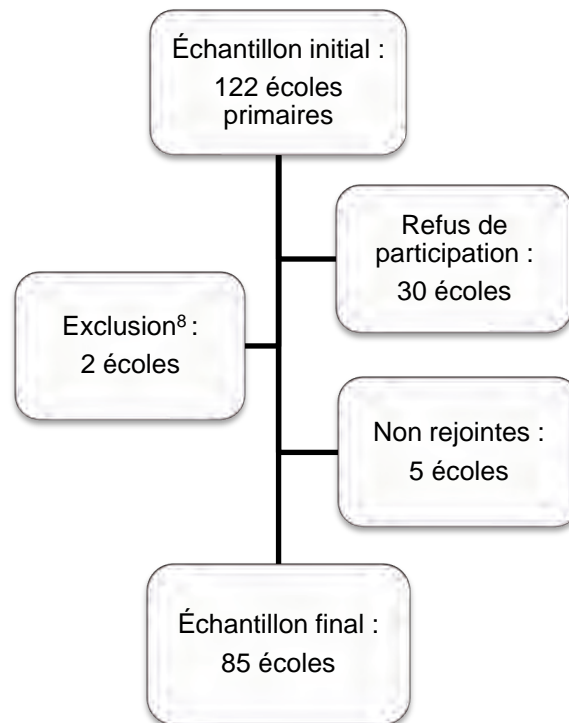 Échantillon initial :
122 écoles
primaires
Refus de
participation :
30 écoles
Exclusion⁸ :
2 écoles
Non rejointes :
5 écoles
Échantillon final :
85 écoles